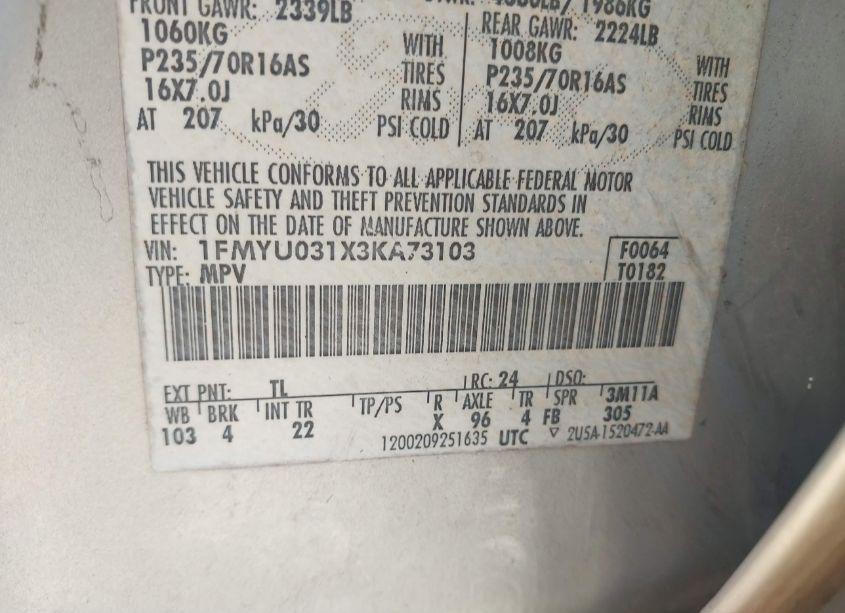 FRONT GAWR: 2339LB
1986KG
1060KG
WITH
P235/70R16AS
TIRES
16X7.0J
RIMS
AT 207 kPa/30 PSI COLD
REAR GAWR: 2224LB
1008KG
WITH
P235/70R16AS
TIRES
16X7.0J
RIMS
AT 207 kPa/30 PSI COLD
THIS VEHICLE CONFORMS TO ALL APPLICABLE FEDERAL MOTOR
VEHICLE SAFETY AND THEFT PREVENTION STANDARDS IN
EFFECT ON THE DATE OF MANUFACTURE SHOWN ABOVE.
VIN: 1FMYU031X3KA73103
F0064
TYPE: MPV
T0182
EXT PNT: TL
RC: 24 DSO:
WB BRK INT TR TP/PS R AXLE TR SPR 3M11A
103 4 22 X 96 4 FB 305
1200209251635 UTC ▽ 2U5A-1520472-AA